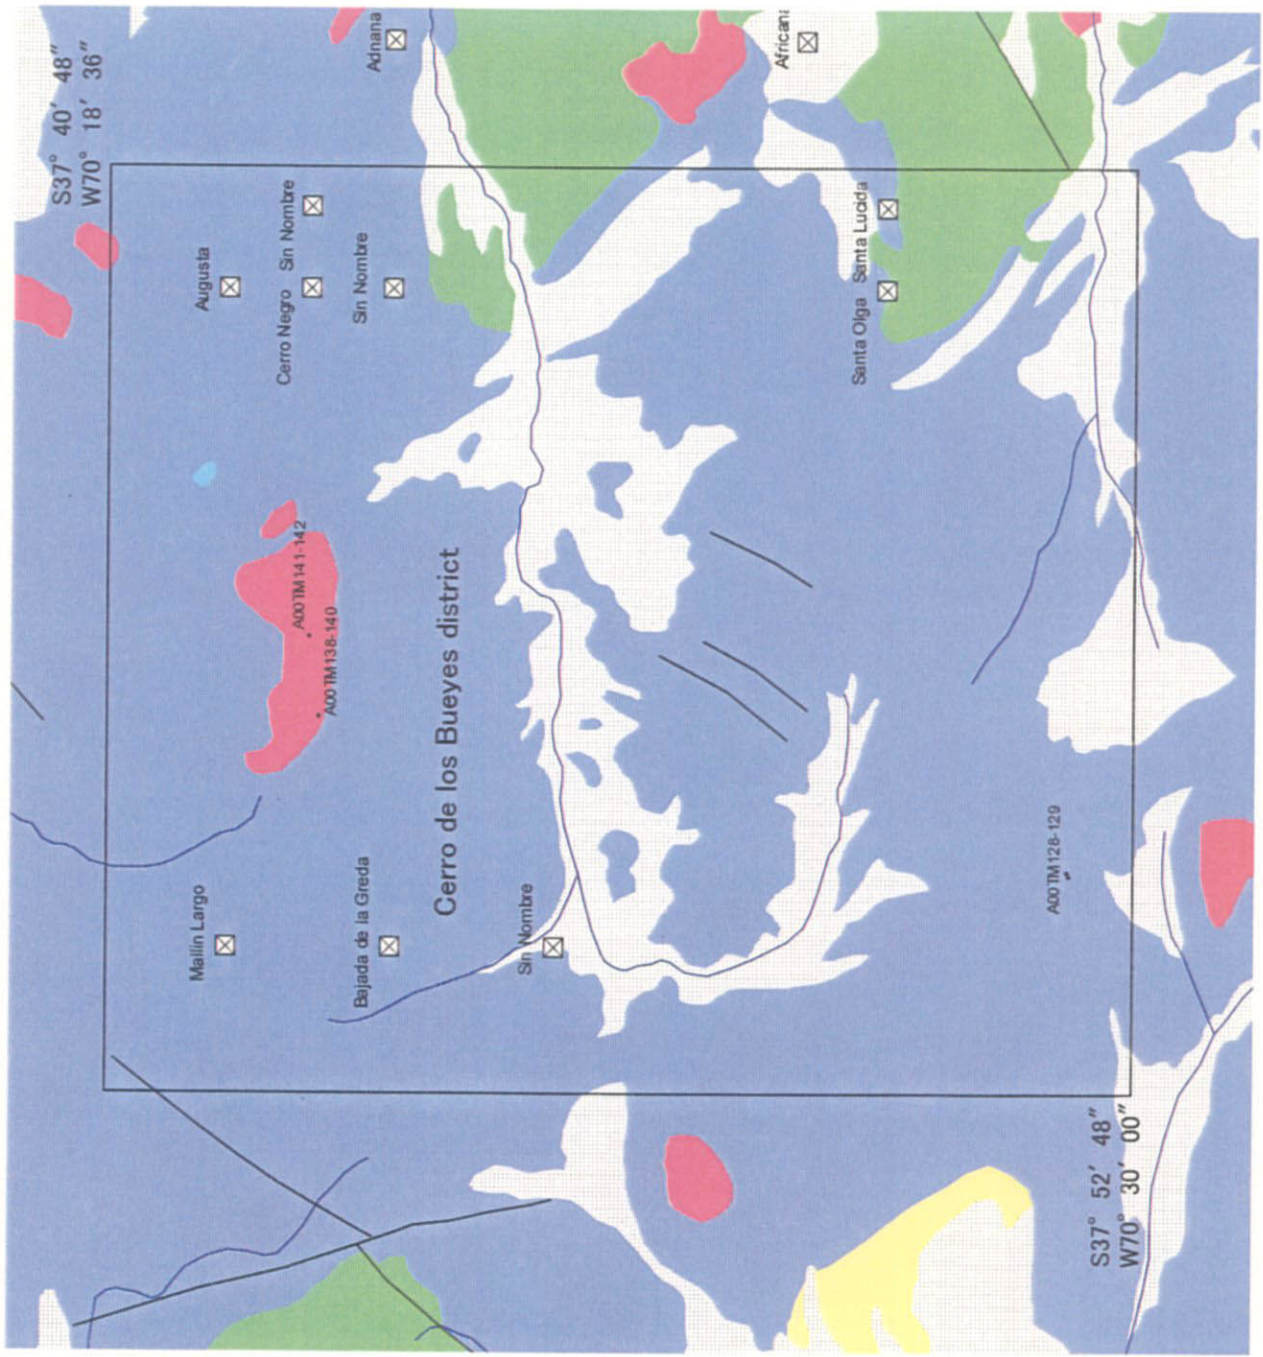 S37° 40′ 48″
W70° 18′ 36″
Adnana
Africana
Augusta
Cerro Negro
Sin Nombre
Sin Nombre
Santa Olga
Santa Lucida
A00TM141-142
A00TM138-140
Cerro de los Bueyes district
Mallin Largo
Bajada de la Greda
Sin Nombre
A00TM128-129
S37° 52′ 48″
W70° 30′ 00″